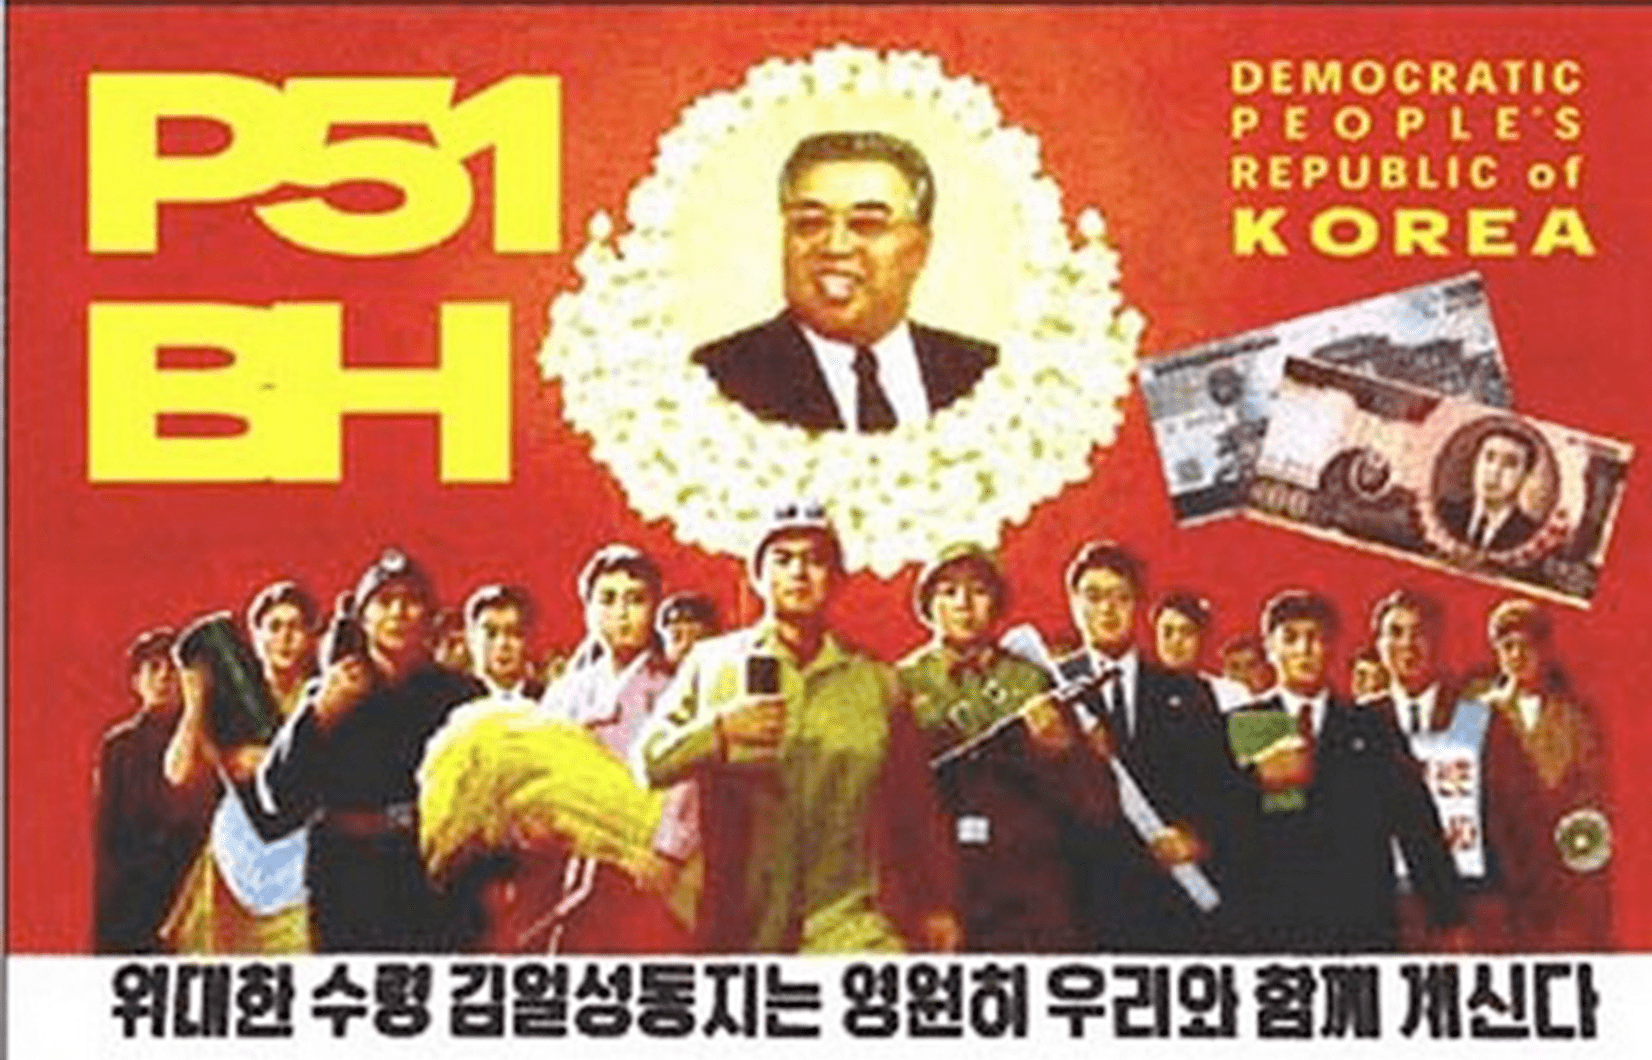 P51
BH
DEMOCRATIC
PEOPLE'S
REPUBLIC of
KOREA
위대한 수령 김일성동지는 영원히 우리와 함께 계신다